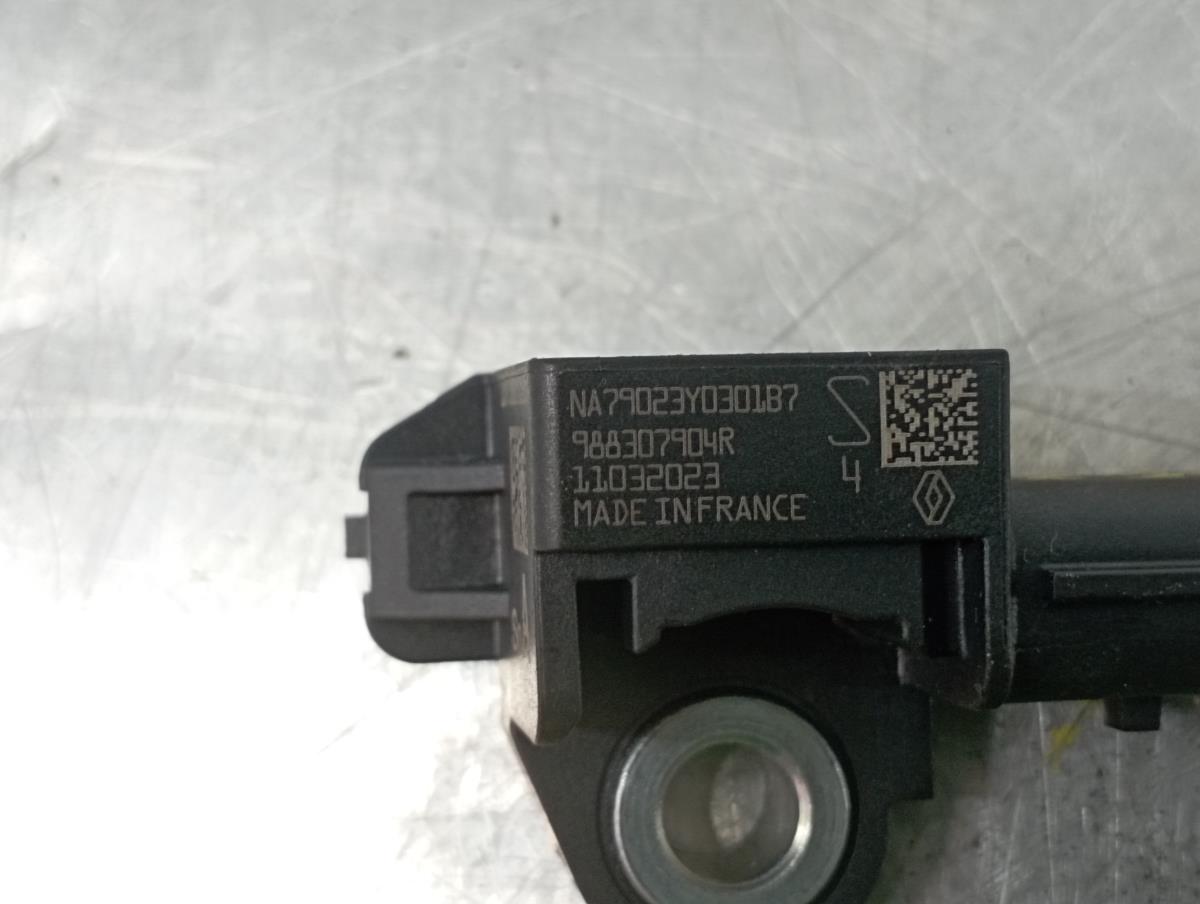 NA79023Y0301B7
988307904R
11032023
MADE IN FRANCE
S
4